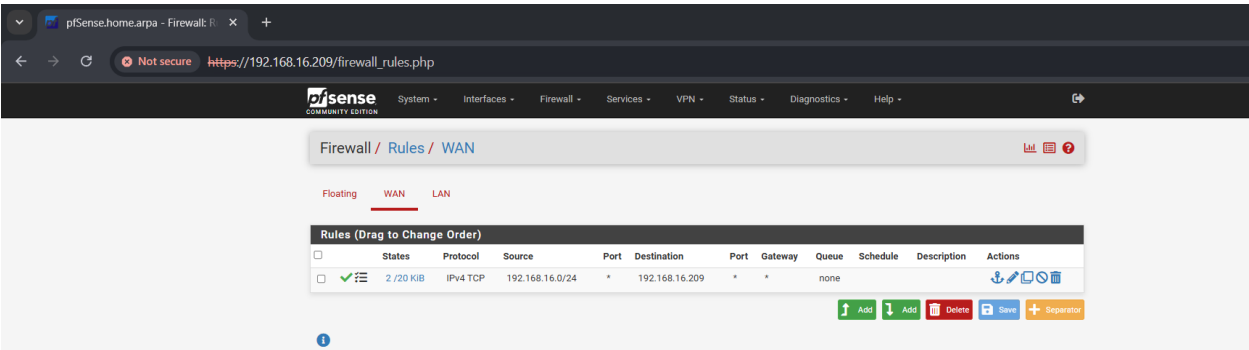 pfSense.home.arpa - Firewall: R
Not secure https://192.168.16.209/firewall_rules.php
pfsense COMMUNITY EDITION System Interfaces Firewall Services VPN Status Diagnostics Help
Firewall / Rules / WAN
Floating WAN LAN
Rules (Drag to Change Order)
States Protocol Source Port Destination Port Gateway Queue Schedule Description Actions
2 /20 KiB IPv4 TCP 192.168.16.0/24 * 192.168.16.209 * * none
Add Add Delete Save Separator